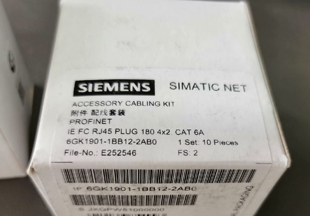 SIEMENS SIMATIC NET
ACCESSORY CABLING KIT
附件 配线套装
PROFINET
IE FC RJ45 PLUG 180 4x2 CAT 6A
6GK1901-1BB12-2AB0 1 Set: 10 Pieces
File-No.: E252546 FS: 2
1P 6GK1901-1BB12-2AB0